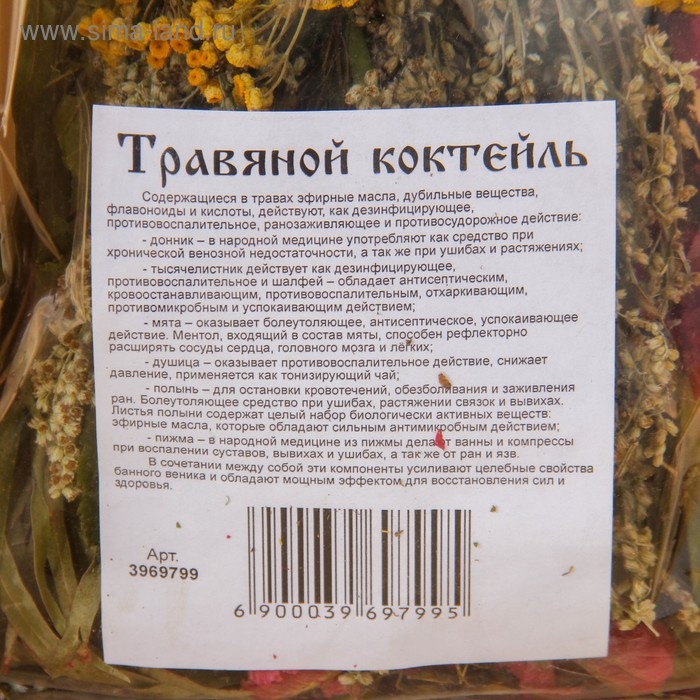 www.sima-land.ru
Травяной коктейль
Содержащиеся в травах эфирные масла, дубильные вещества,
флавоноиды и кислоты, действуют, как дезинфицирующее,
противовоспалительное, ранозаживляющее и противосудорожное действие:
- донник – в народной медицине употребляют как средство при
хронической венозной недостаточности, а так же при ушибах и растяжениях;
- тысячелистник действует как дезинфицирующее,
противовоспалительное и шалфей – обладает антисептическим,
кровоостанавливающим, противовоспалительным, отхаркивающим,
противомикробным и успокаивающим действием;
- мята – оказывает болеутоляющее, антисептическое, успокаивающее
действие. Ментол, входящий в состав мяты, способен рефлекторно
расширять сосуды сердца, головного мозга и лёгких;
- душица – оказывает противовоспалительное действие, снижает
давление, применяется как тонизирующий чай;
- полынь – для остановки кровотечений, обезболивания и заживления
ран. Болеутоляющее средство при ушибах, растяжении связок и вывихах.
Листья полыни содержат целый набор биологически активных веществ:
эфирные масла, которые обладают сильным антимикробным действием;
- пижма – в народной медицине из пижмы делают ванны и компрессы
при воспалении суставов, вывихах и ушибах, а так же от ран и язв.
В сочетании между собой эти компоненты усиливают целебные свойства
банного веника и обладают мощным эффектом для восстановления сил и
здоровья.
Арт.
3969799
6 900039 697995